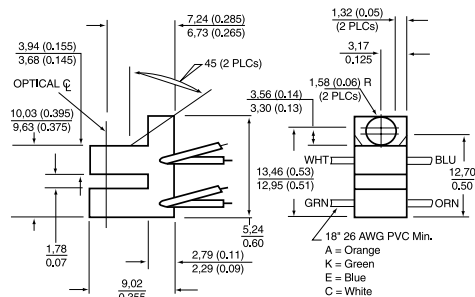 7,24 (0.285)
6,73 (0.265)
1,32 (0.05)
(2 PLCs)
3,94 (0.155)
3,68 (0.145)
45 (2 PLCs)
3,17
0.125
OPTICAL ℄
1,58 (0.06) R
(2 PLCs)
3,56 (0.14)
3,30 (0.13)
10,03 (0.395)
9,63 (0.375)
WHT
BLU
13,46 (0.53)
12,95 (0.51)
12,70
0.50
GRN
ORN
5,24
0.60
18" 26 AWG PVC Min.
A = Orange
K = Green
E = Blue
C = White
1,78
0.07
2,79 (0.11)
2,29 (0.09)
9,02
0.355